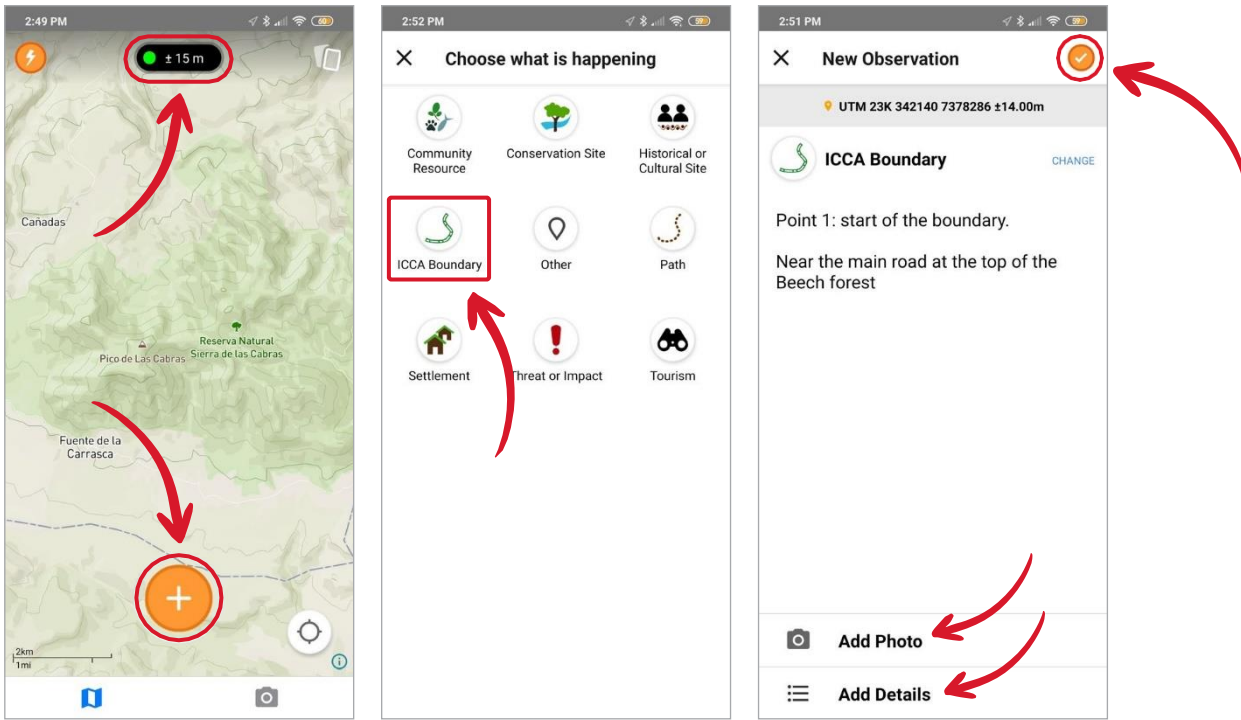 2:49 PM
60
± 15 m
Cañadas
Reserva Natural
Sierra de las Cabras
Pico de Las Cabras
Fuente de la
Carrasca
2km
1mi
2:52 PM
59
Choose what is happening
Community
Resource
Conservation Site
Historical or
Cultural Site
ICCA Boundary
Other
Path
Settlement
Threat or Impact
Tourism
2:51 PM
59
New Observation
UTM 23K 342140 7378286 ±14.00m
ICCA Boundary
CHANGE
Point 1: start of the boundary.
Near the main road at the top of the
Beech forest
Add Photo
Add Details